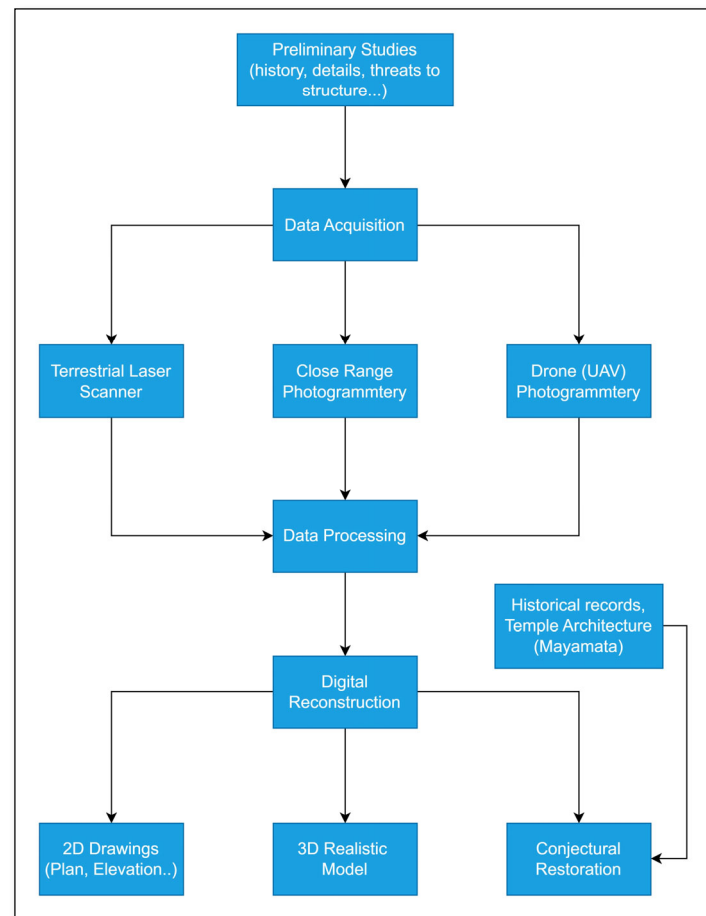 Preliminary Studies
(history, details, threats to
structure...)
Data Acquisition
Terrestrial Laser
Scanner
Close Range
Photogrammtery
Drone (UAV)
Photogrammtery
Data Processing
Historical records,
Temple Architecture
(Mayamata)
Digital
Reconstruction
2D Drawings
(Plan, Elevation..)
3D Realistic
Model
Conjectural
Restoration